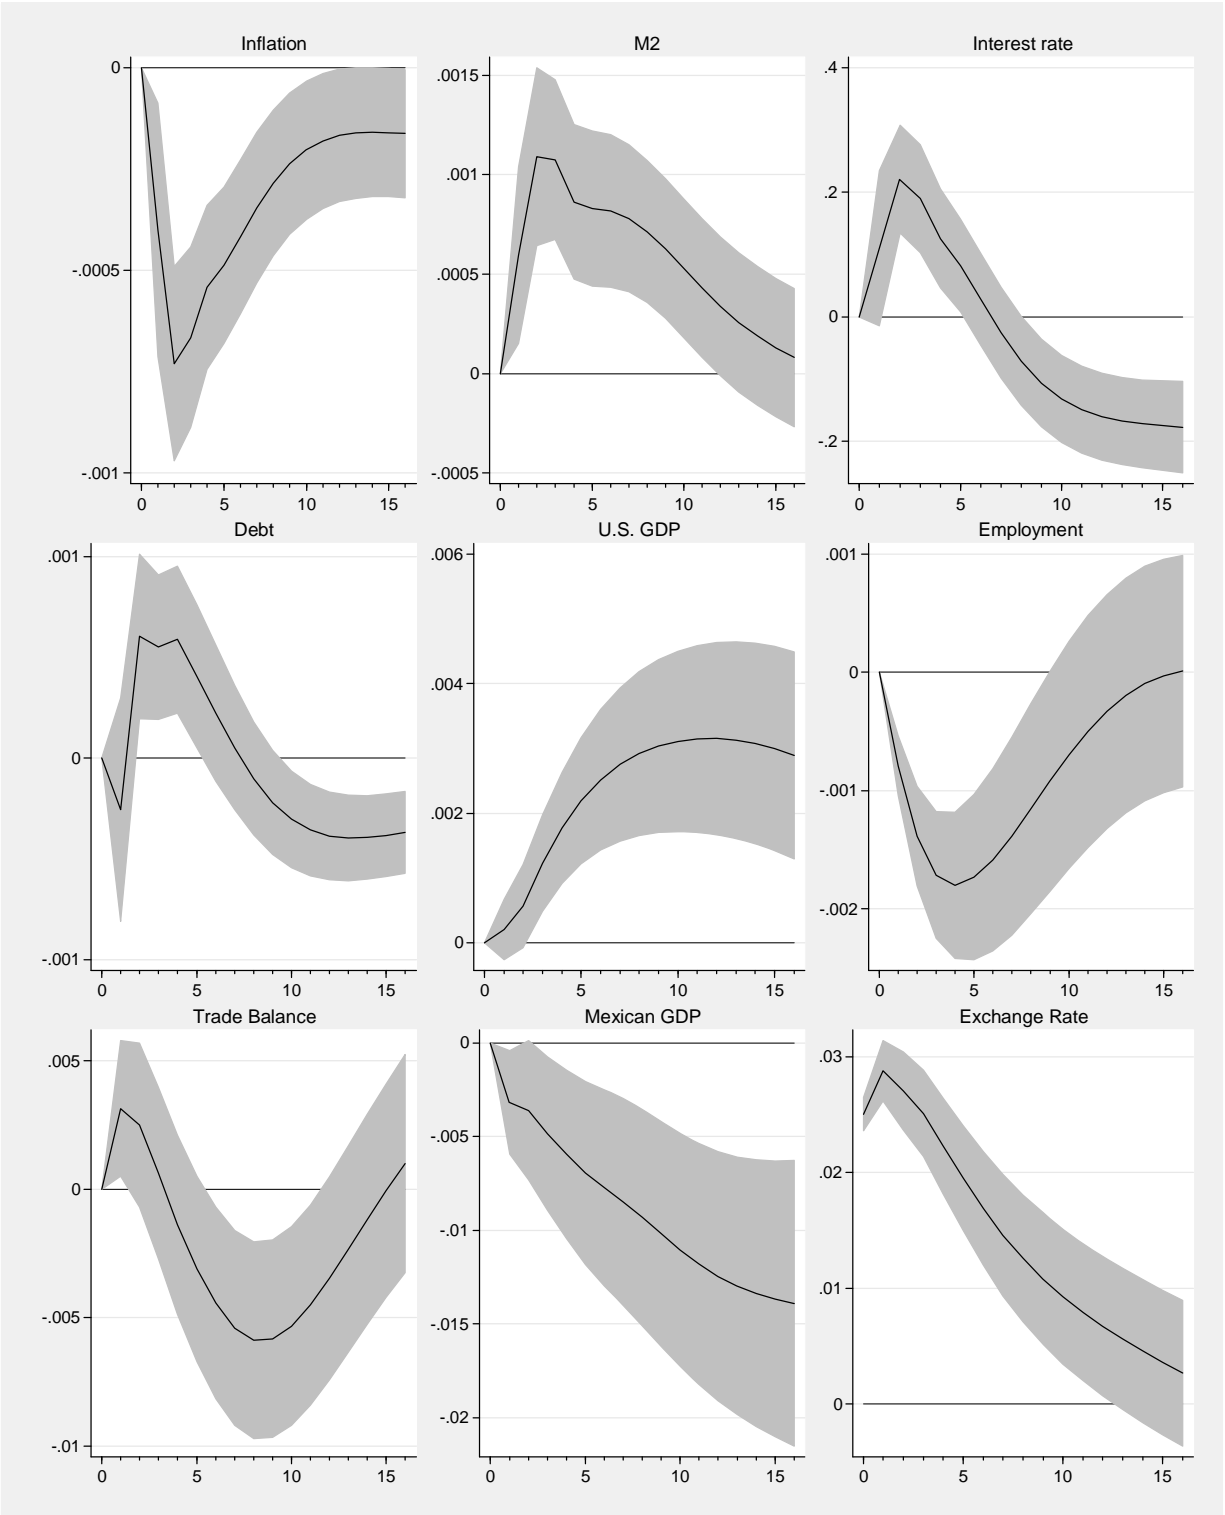 Inflation
0
-.0005
-.001
0 5 10 15
M2
.0015
.001
.0005
0
-.0005
0 5 10 15
Interest rate
.4
.2
0
-.2
0 5 10 15
Debt
.001
0
-.001
0 5 10 15
U.S. GDP
.006
.004
.002
0
0 5 10 15
Employment
.001
0
-.001
-.002
0 5 10 15
Trade Balance
.005
0
-.005
-.01
0 5 10 15
Mexican GDP
0
-.005
-.01
-.015
-.02
0 5 10 15
Exchange Rate
.03
.02
.01
0
0 5 10 15